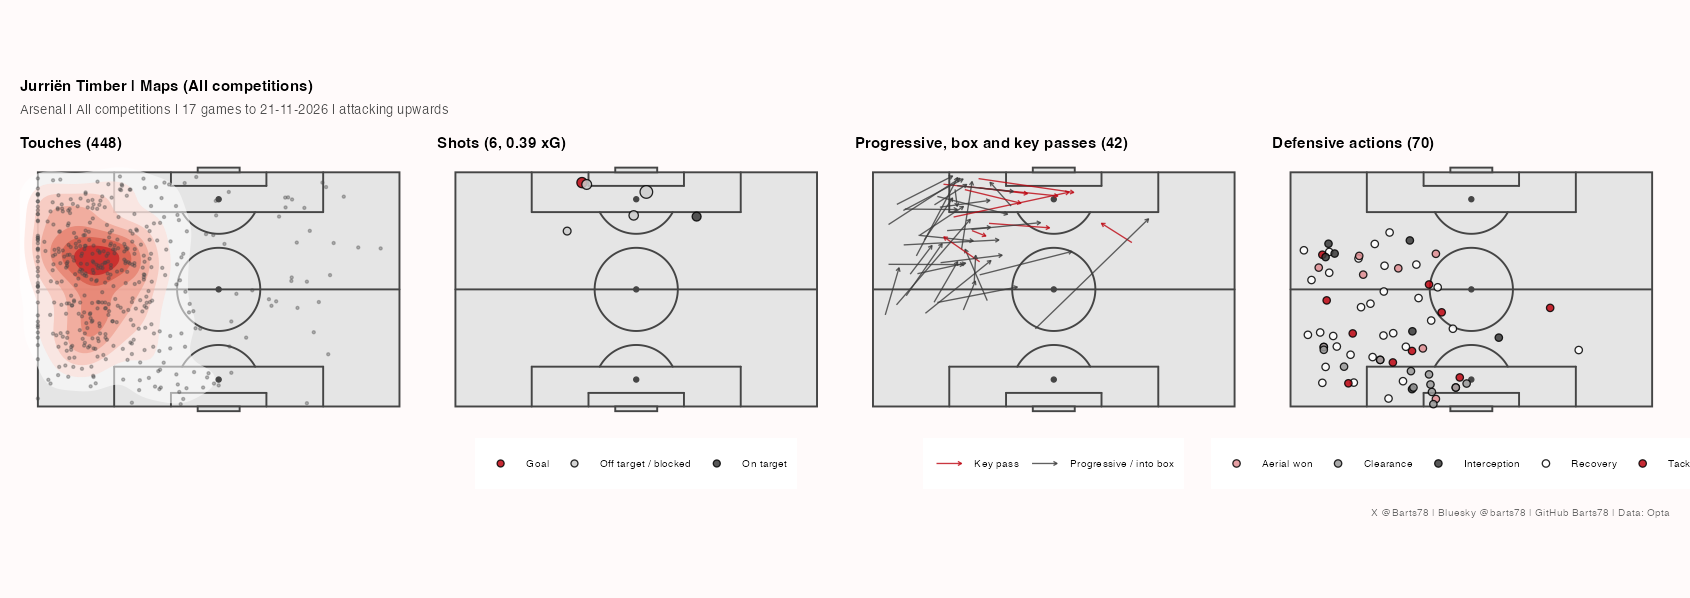 Jurriën Timber | Maps (All competitions)
Arsenal | All competitions | 17 games to 21-11-2026 | attacking upwards
Touches (448)
Shots (6, 0.39 xG)
Progressive, box and key passes (42)
Defensive actions (70)
Goal
Off target / blocked
On target
Key pass
Progressive / into box
Aerial won
Clearance
Interception
Recovery
Tack
X @Barts78 | Bluesky @barts78 | GitHub Barts78 | Data: Opta